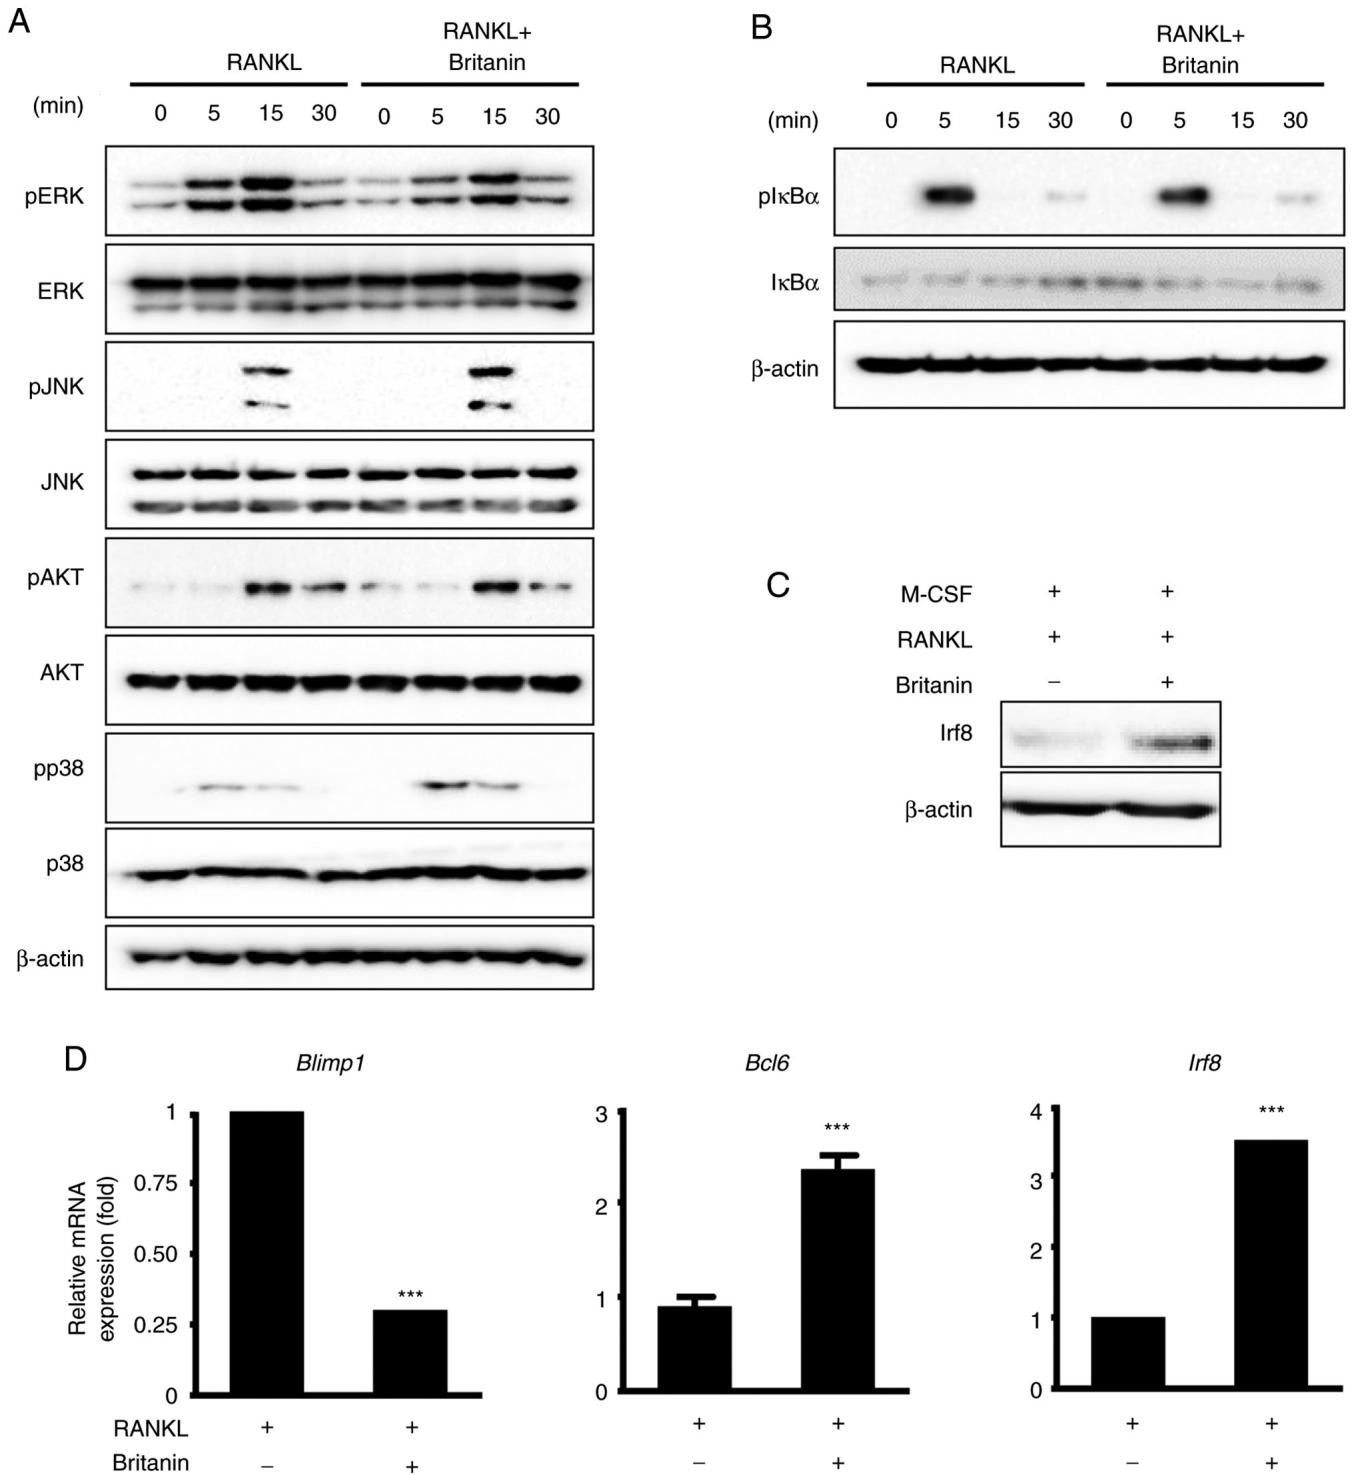 A
RANKL
RANKL+
Britanin
(min) 0 5 15 30 0 5 15 30
pERK
ERK
pJNK
JNK
pAKT
AKT
pp38
p38
β-actin
B
RANKL
RANKL+
Britanin
(min) 0 5 15 30 0 5 15 30
pIκBα
IκBα
β-actin
C
M-CSF + +
RANKL + +
Britanin – +
Irf8
β-actin
D
Blimp1
Relative mRNA
expression (fold)
1
0.75
0.50
0.25
0
***
RANKL + +
Britanin – +
Bcl6
3
2
1
0
***
+ +
– +
Irf8
4
3
2
1
0
***
+ +
– +